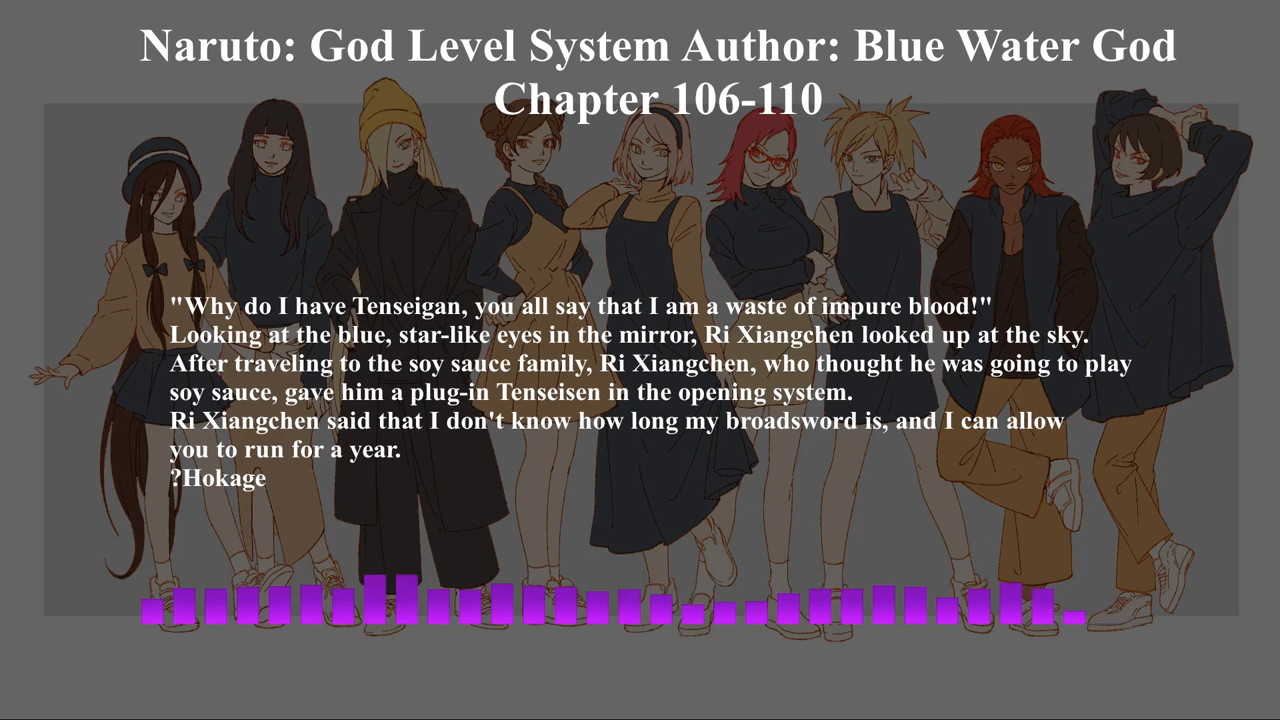 Naruto: God Level System Author: Blue Water God
Chapter 106-110
"Why do I have Tenseigan, you all say that I am a waste of impure blood!"
Looking at the blue, star-like eyes in the mirror, Ri Xiangchen looked up at the sky.
After traveling to the soy sauce family, Ri Xiangchen, who thought he was going to play
soy sauce, gave him a plug-in Tenseisen in the opening system.
Ri Xiangchen said that I don't know how long my broadsword is, and I can allow
you to run for a year.
?Hokage